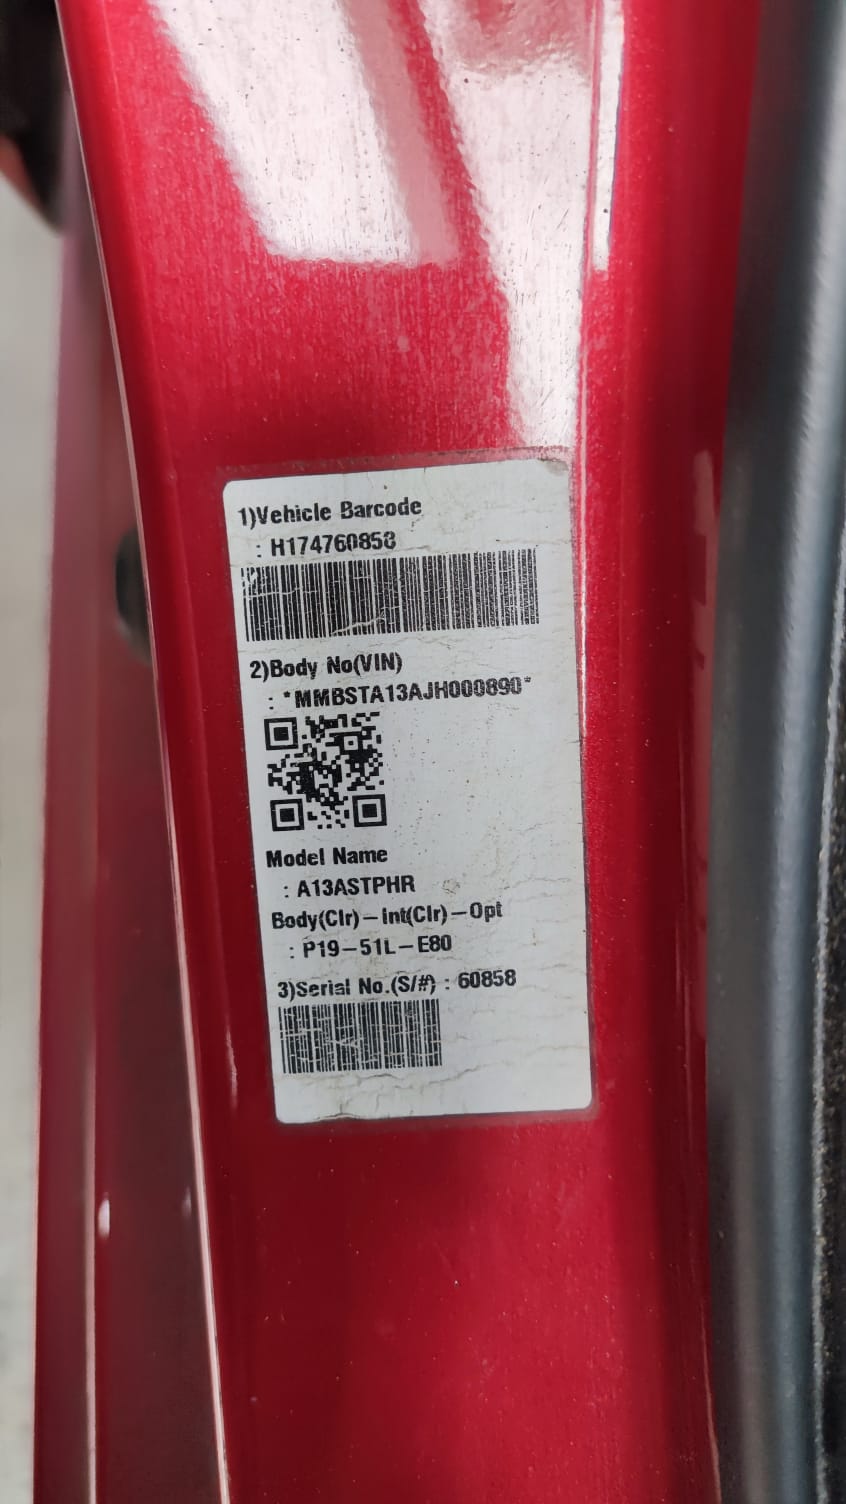 1)Vehicle Barcode
: H174760858
2)Body No(VIN)
: *MMBSTA13AJH000890*
Model Name
: A13ASTPHR
Body(Clr)-Int(Clr)-Opt
: P19-51L-E80
3)Serial No.(S/#) : 60858